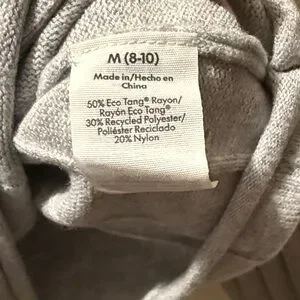 M (8-10)
Made in/Hecho en
China
50% Eco Tang® Rayon/
Rayón Eco Tang®
30% Recycled Polyester/
Poliéster Reciclado
20% Nylon